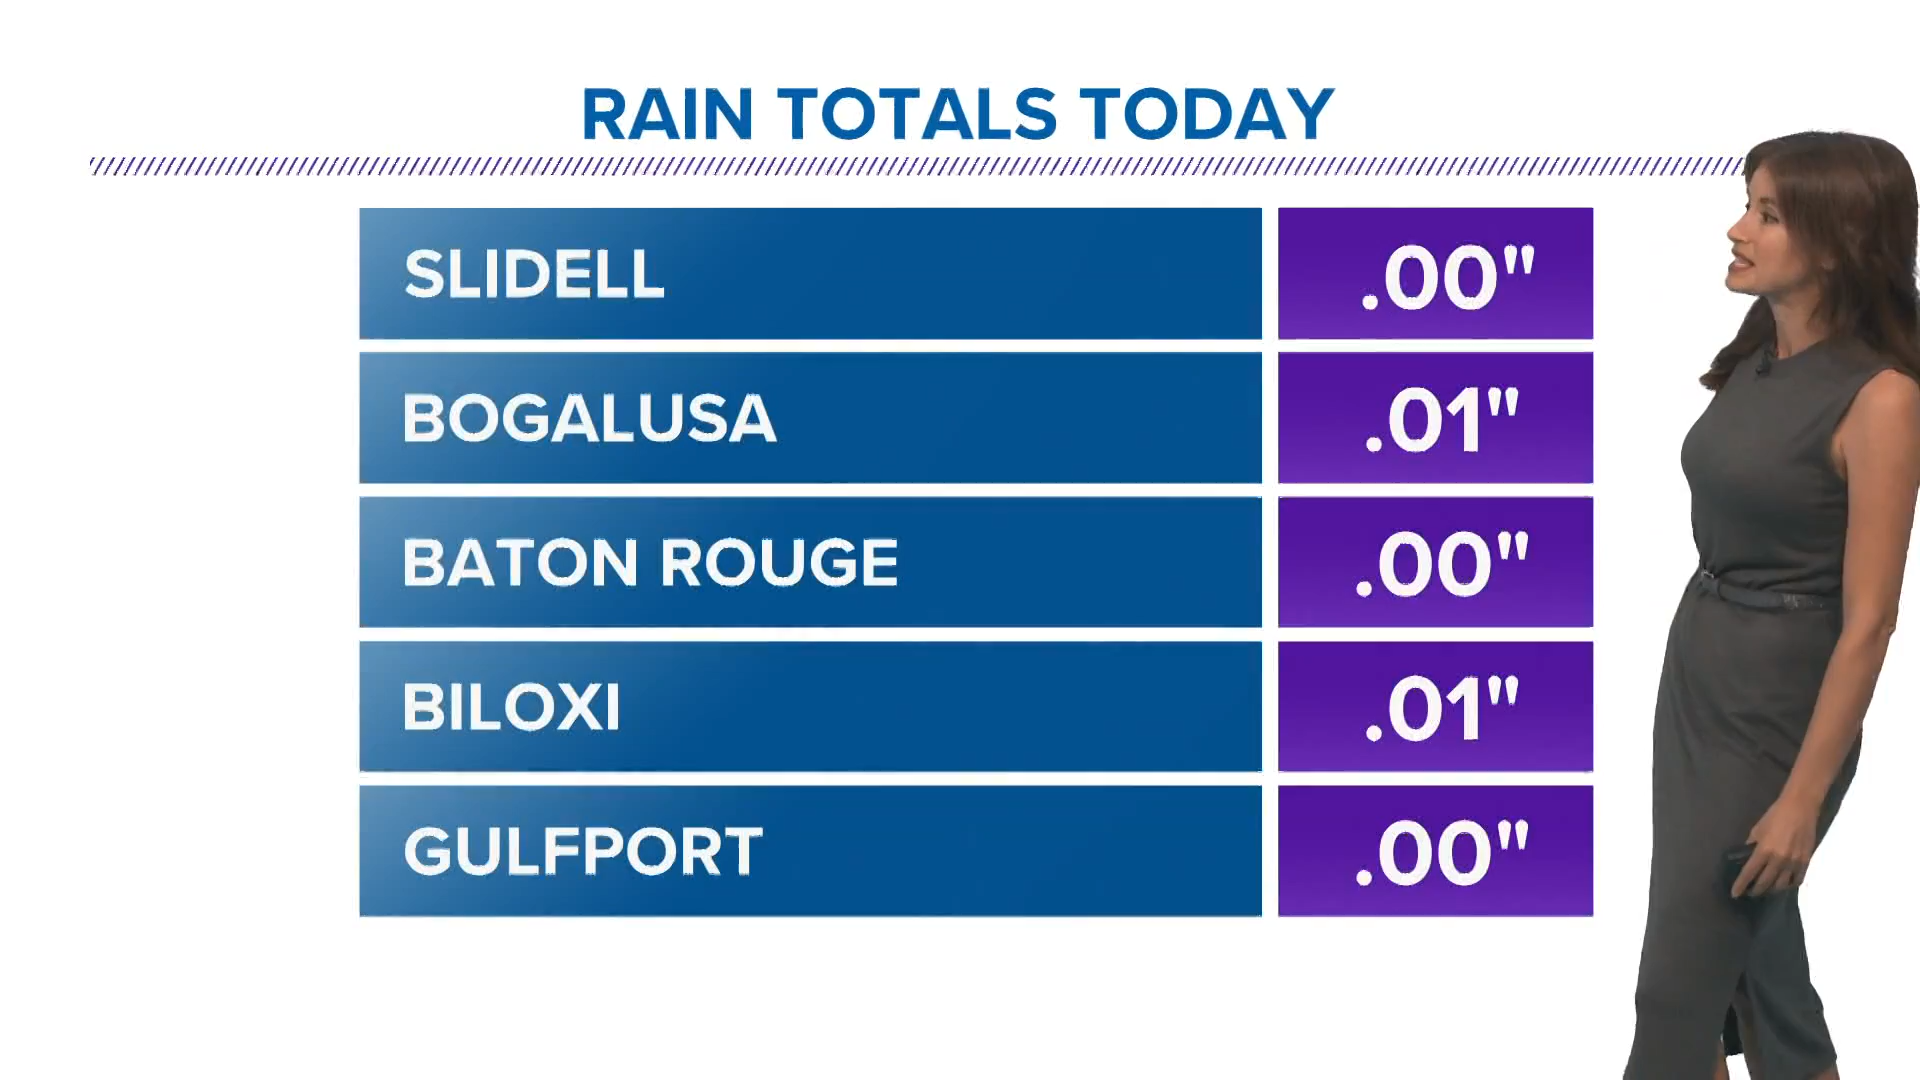 RAIN TOTALS TODAY
SLIDELL .00"
BOGALUSA .01"
BATON ROUGE .00"
BILOXI .01"
GULFPORT .00"